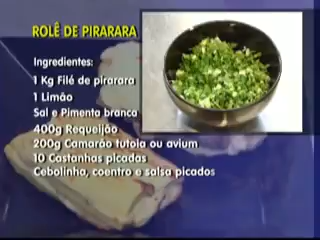 ROLÊ DE PIRARARA
Ingredientes:
1 Kg Filé de pirarara
1 Limão
Sal e Pimenta branca
400g Requeijão
200g Camarão tutoia ou avium
10 Castanhas picadas
Cebolinha, coentro e salsa picados